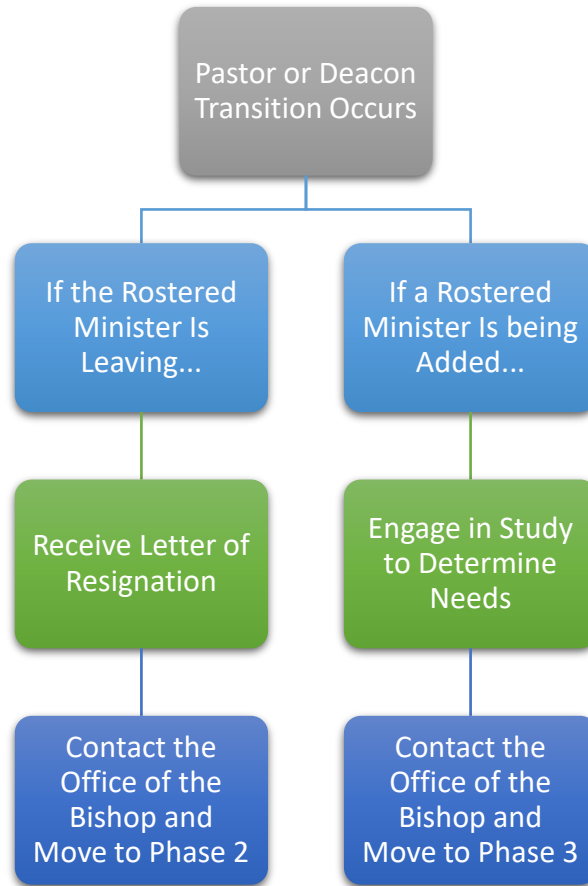 Pastor or Deacon
Transition Occurs
If the Rostered
Minister Is
Leaving...
If a Rostered
Minister Is being
Added...
Receive Letter of
Resignation
Engage in Study
to Determine
Needs
Contact the
Office of the
Bishop and
Move to Phase 2
Contact the
Office of the
Bishop and
Move to Phase 3